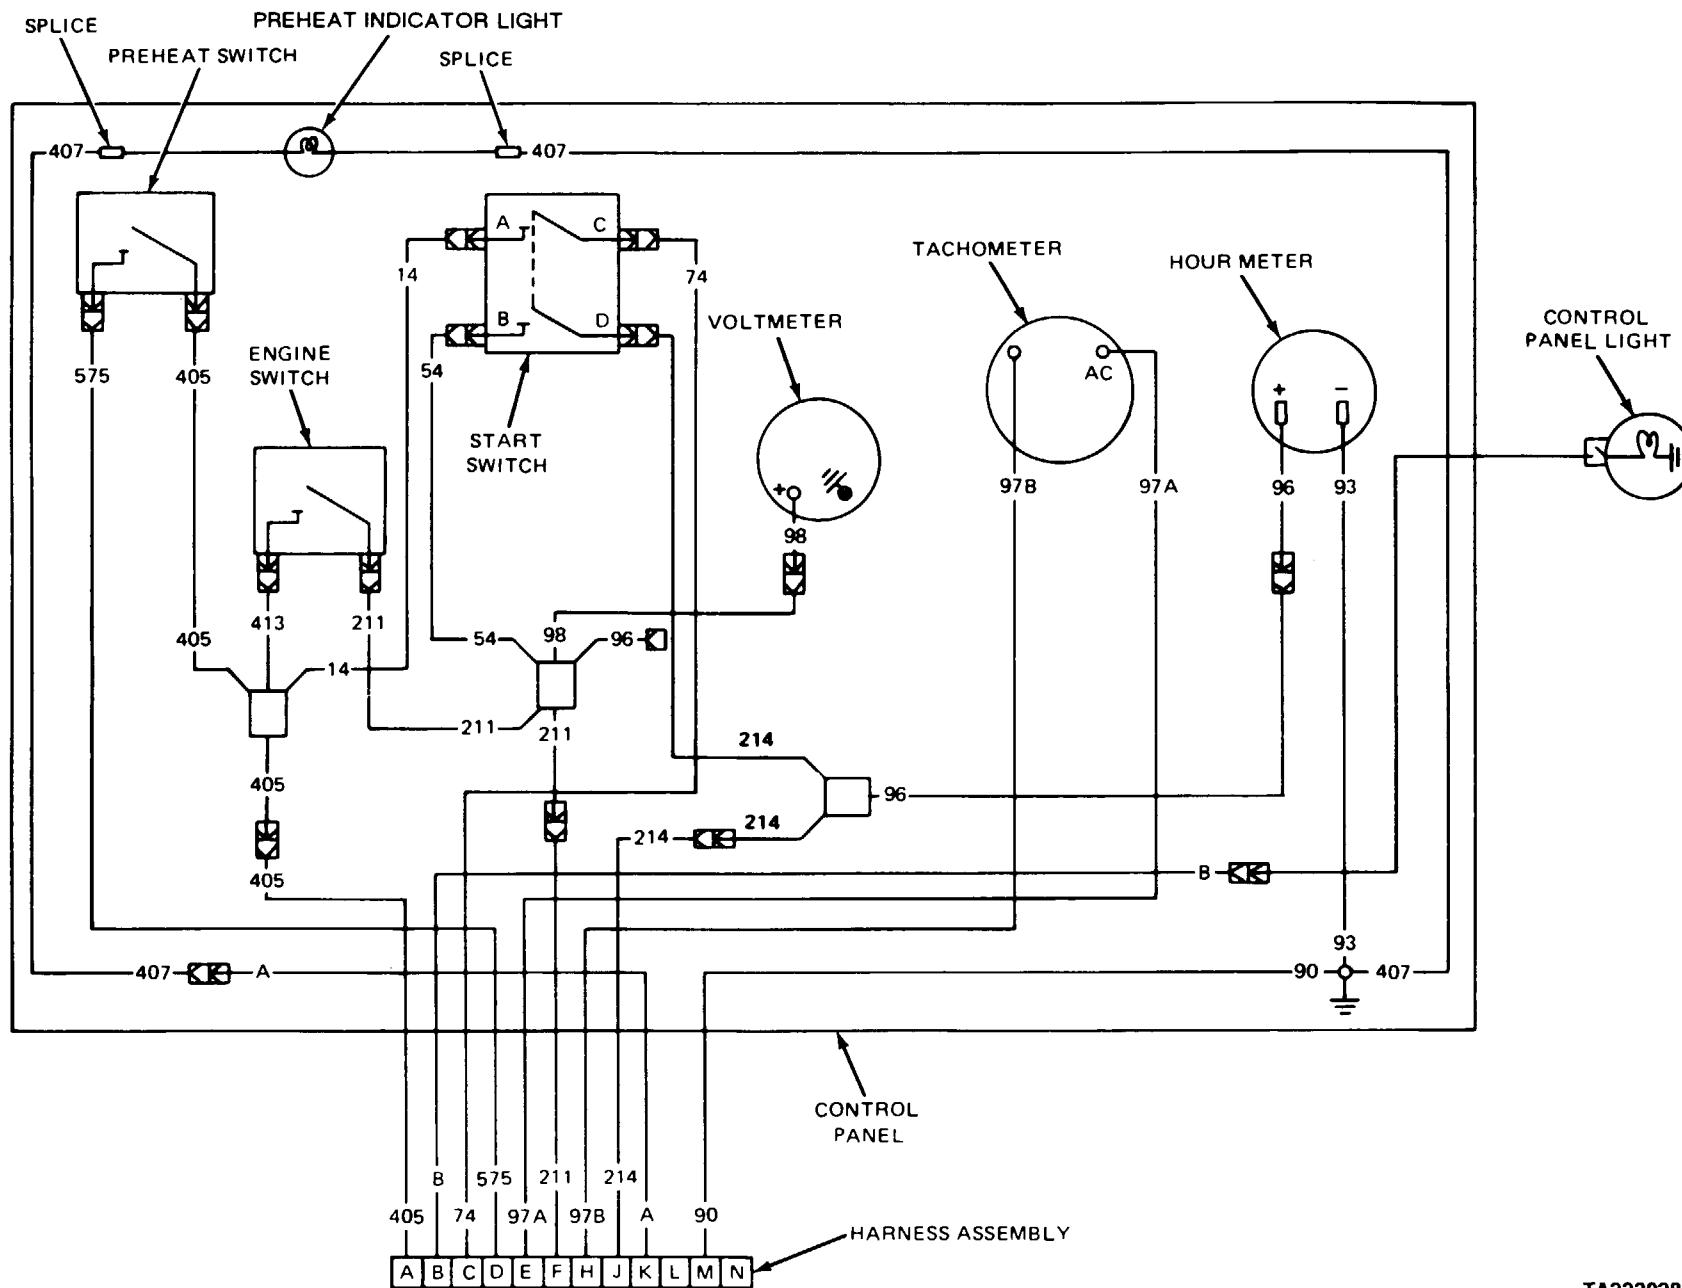 SPLICE
PREHEAT SWITCH
PREHEAT INDICATOR LIGHT
SPLICE
407
407
A
C
14
74
B
D
54
575
405
ENGINE
SWITCH
START
SWITCH
VOLTMETER
TACHOMETER
HOUR METER
CONTROL
PANEL LIGHT
AC
+
−
+
98
97B
97A
96
93
405
413
211
14
54
98
96
211
211
405
214
214
214
96
405
B
407
A
93
90
407
CONTROL
PANEL
B
575
211
214
405
74
97A
97B
A
90
HARNESS ASSEMBLY
A B C D E F H J K L M N